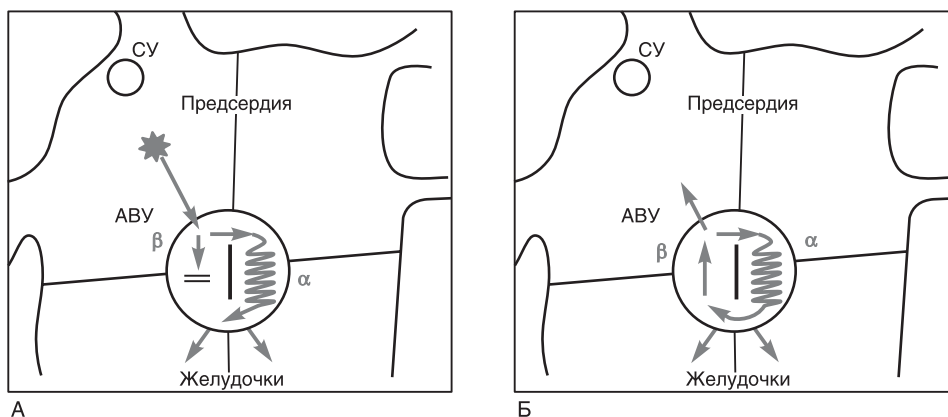 СУ
Предсердия
АВУ
β
α
Желудочки
А
СУ
Предсердия
АВУ
β
α
Желудочки
Б